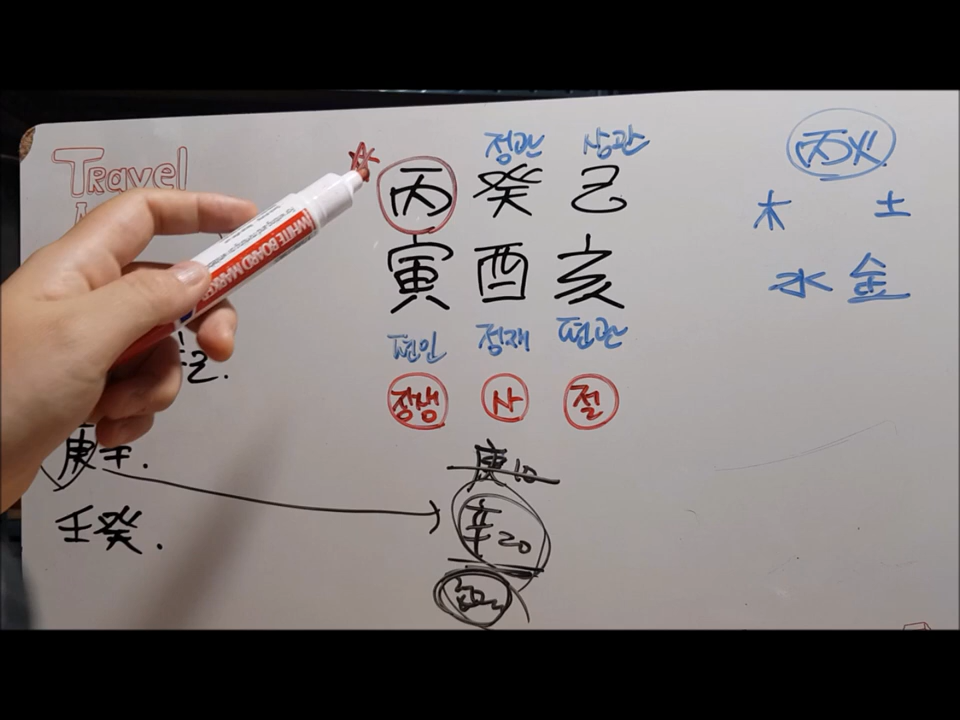 Travel
정관 상관
丙 癸 己
寅 酉 亥
편인 정재 편관
장생 사 절
丙火
木 土
水 金
WHITE BOARD MARKER
己.
庚辛.
壬癸.
庚10
辛20